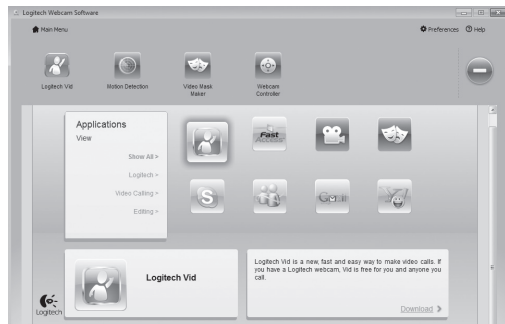 Logitech Webcam Software
Main Menu
Preferences
Help
Logitech Vid
Motion Detection
Video Mask
Maker
Webcam
Controller
Applications
View
Show All >
Logitech >
Video Calling >
Editing >
Fast
Access
S
Logitech Vid
Logitech Vid is a new, fast and easy way to make video calls. If
you have a Logitech webcam, Vid is free for you and anyone you
call.
Download >
Logitech